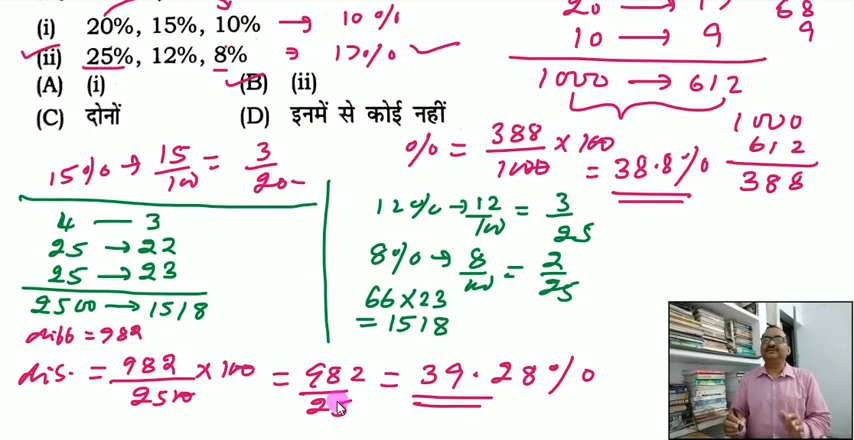 (i) 20%, 15%, 10% → 10%
(ii) 25%, 12%, 8% ⇒ 17%
(A) (i) (B) (ii)
(C) दोनों (D) इनमें से कोई नहीं
20 →
68
10 → 9
9
1000 → 612
% = 388/1000 × 100 = 38.8%
1000
612
388
15% → 15/100 = 3/20
4 — 3
25 → 22
25 → 23
2500 → 1518
diff = 982
12% → 12/100 = 3/25
8% → 8/100 = 2/25
66 × 23
= 1518
dis. = 982/2500 × 100 = 982/25 = 39.28%